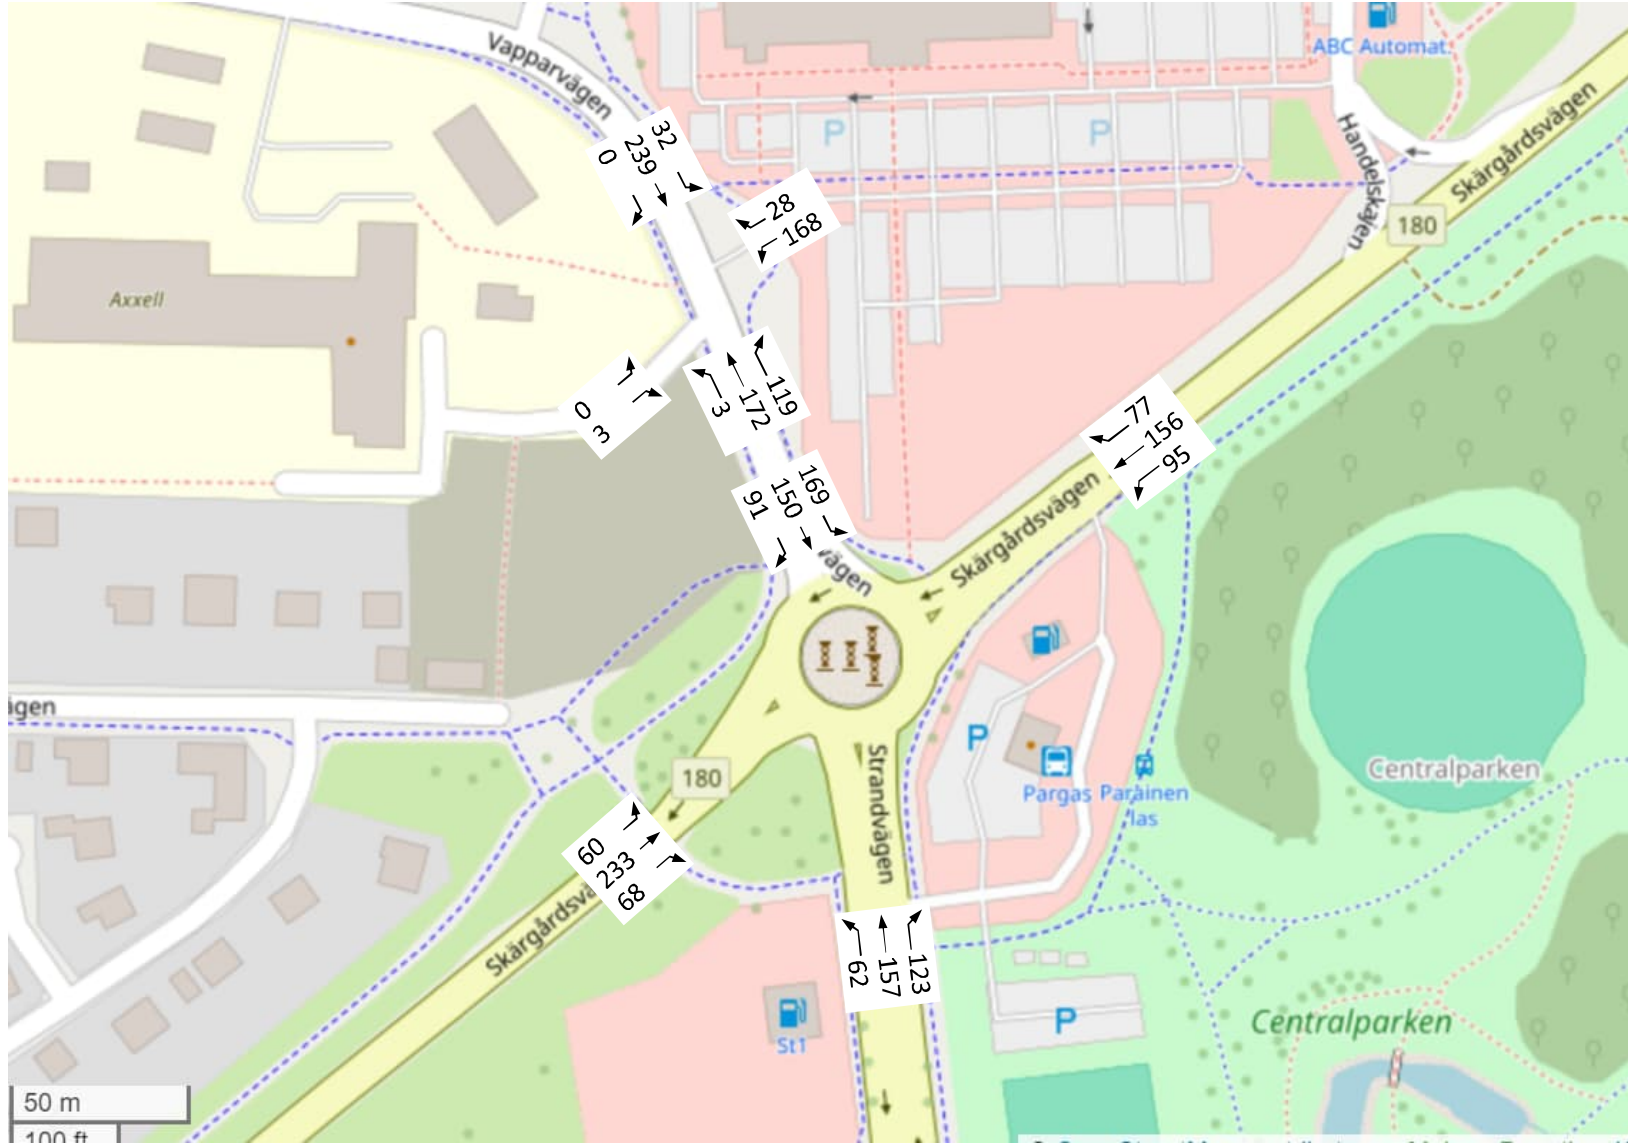 Vapparvägen
ABC Automat.
32
239
0
P
P
Handelskajen
Skärgårdsvägen
28
168
180
Axxell
119
172
3
0
3
77
156
95
169
150
91
vägen
Skärgårdsvägen
ägen
P
180
Strandvägen
Pargas Parainen
las
Centralparken
60
233
68
Skärgårdsvä
62
157
123
St1
P
Centralparken
50 m
100 ft